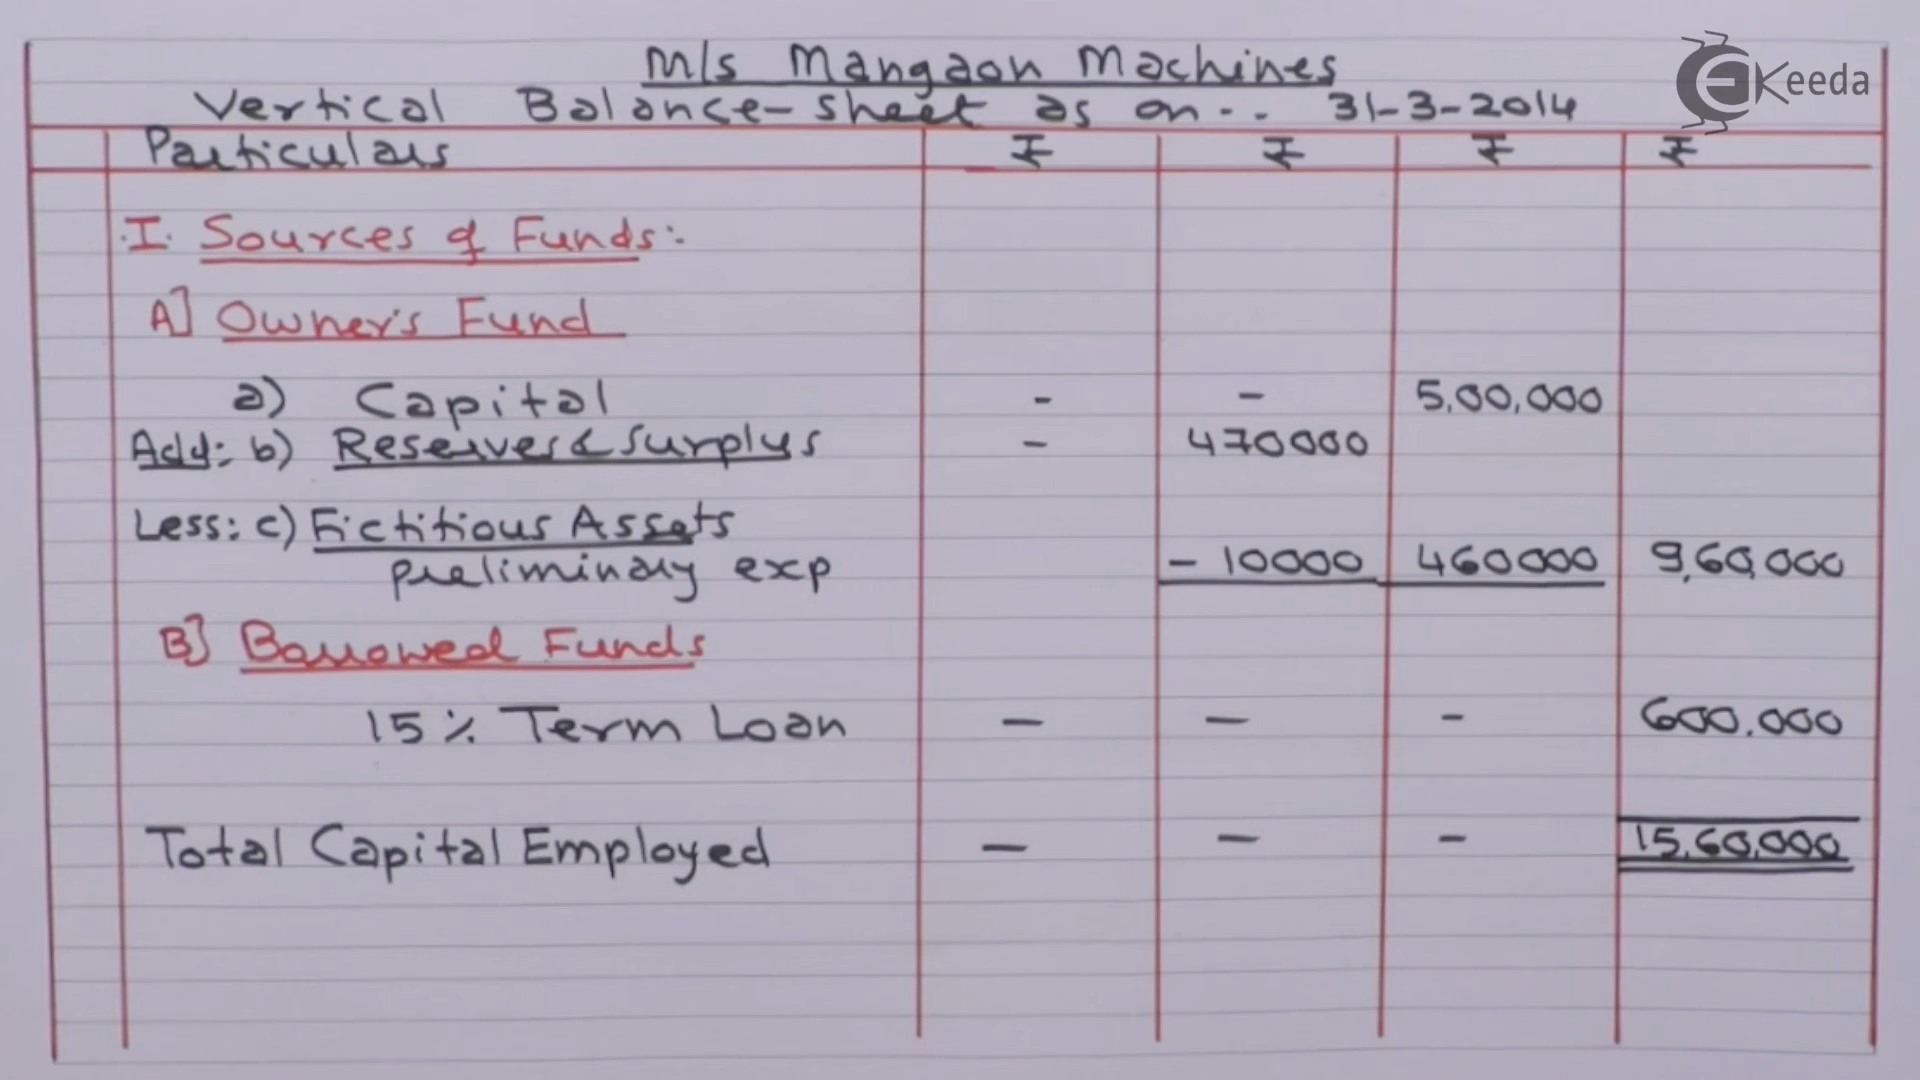 M/s Mangaon Machines
EKeeda
Vertical Balance-Sheet as on.. 31-3-2014
Particulars ₹ ₹ ₹ ₹
I. Sources of Funds:-
A] Owner's Fund
a) Capital - - 5,00,000
Add: b) Reserves & Surplus - 470000
Less: c) Fictitious Assets
preliminary exp - 10000 460000 9,60,000
B] Borrowed Funds
15% Term Loan - - - 600.000
Total Capital Employed - - - 15,60,000